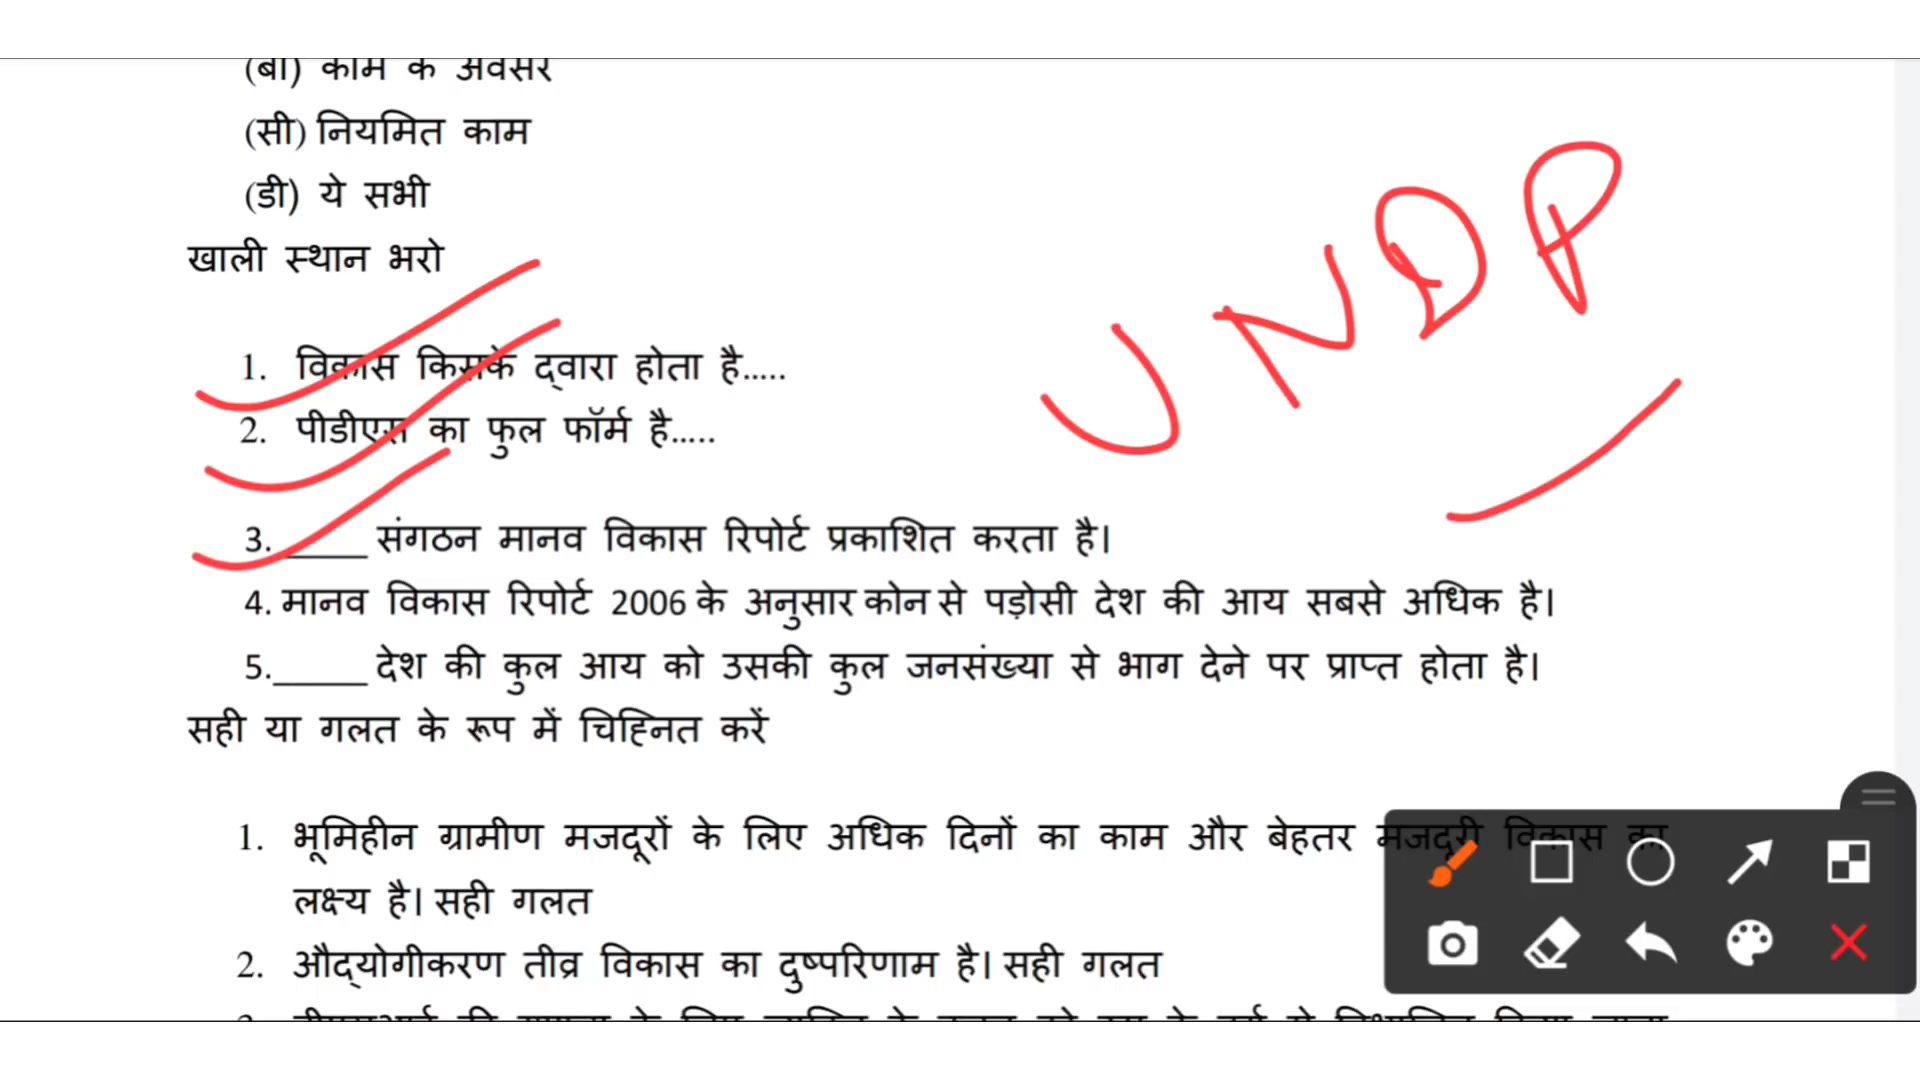 (बी) काम के अवसर
(सी) नियमित काम
(डी) ये सभी
खाली स्थान भरो
1. विकास किसके द्वारा होता है.....
2. पीडीएस का फुल फॉर्म है.....
UNDP
3. _____ संगठन मानव विकास रिपोर्ट प्रकाशित करता है।
4. मानव विकास रिपोर्ट 2006 के अनुसार कोन से पड़ोसी देश की आय सबसे अधिक है।
5.______ देश की कुल आय को उसकी कुल जनसंख्या से भाग देने पर प्राप्त होता है।
सही या गलत के रूप में चिह्नित करें
1. भूमिहीन ग्रामीण मजदूरों के लिए अधिक दिनों का काम और बेहतर मजदूरी विकास का
लक्ष्य है। सही गलत
2. औद्योगीकरण तीव्र विकास का दुष्परिणाम है। सही गलत